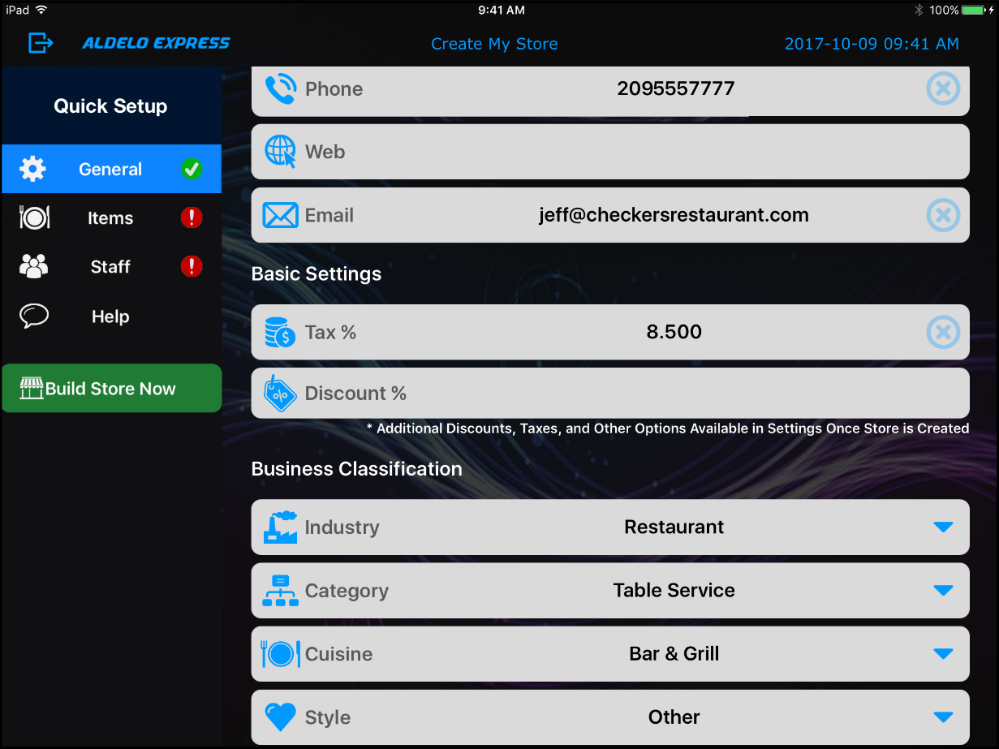 iPad 9:41 AM 100%
ALDELO EXPRESS Create My Store 2017-10-09 09:41 AM
Quick Setup
General
Items
Staff
Help
Build Store Now
Phone 2095557777
Web
Email jeff@checkersrestaurant.com
Basic Settings
Tax % 8.500
Discount %
* Additional Discounts, Taxes, and Other Options Available in Settings Once Store is Created
Business Classification
Industry Restaurant
Category Table Service
Cuisine Bar & Grill
Style Other